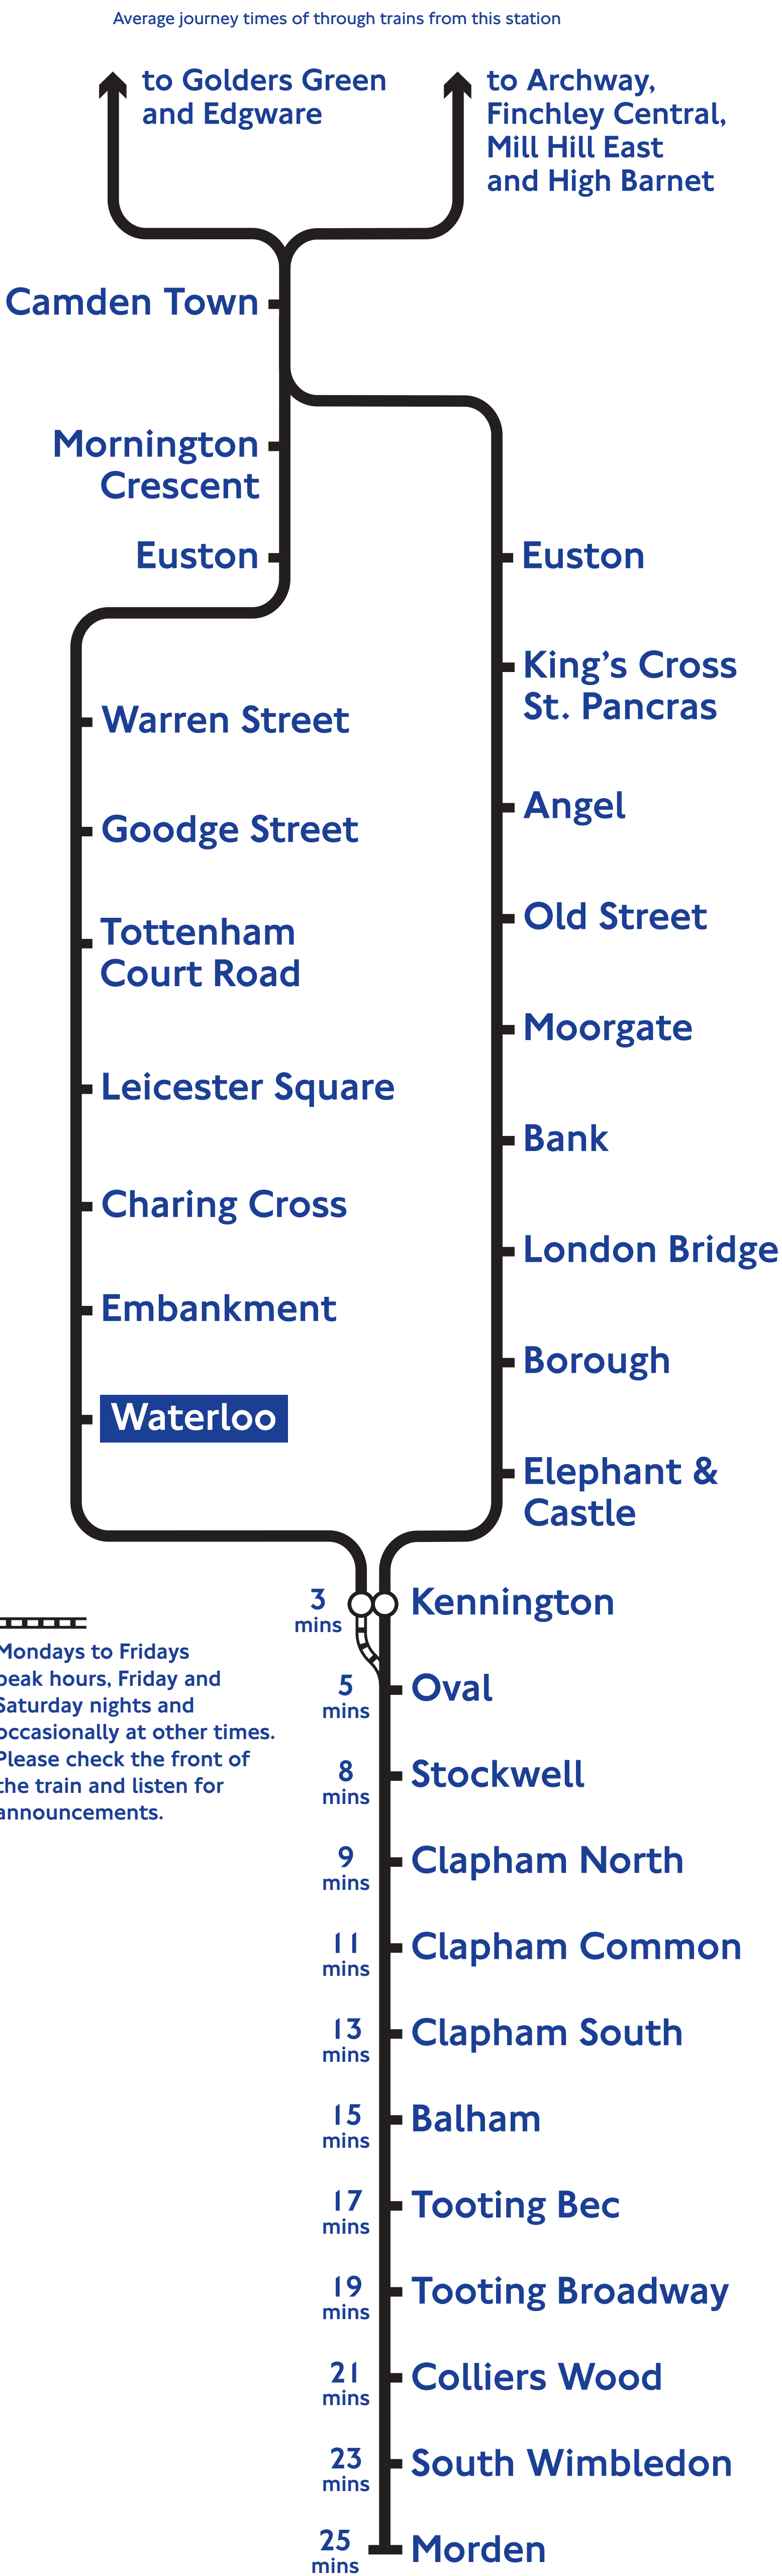 Average journey times of through trains from this station
to Golders Green
and Edgware
to Archway,
Finchley Central,
Mill Hill East
and High Barnet
Camden Town
Mornington
Crescent
Euston
Euston
King's Cross
St. Pancras
Warren Street
Angel
Goodge Street
Old Street
Tottenham
Court Road
Moorgate
Leicester Square
Bank
Charing Cross
London Bridge
Embankment
Borough
Waterloo
Elephant &
Castle
3
mins
Kennington
Mondays to Fridays
peak hours, Friday and
Saturday nights and
occasionally at other times.
Please check the front of
the train and listen for
announcements.
5
mins
Oval
8
mins
Stockwell
9
mins
Clapham North
11
mins
Clapham Common
13
mins
Clapham South
15
mins
Balham
17
mins
Tooting Bec
19
mins
Tooting Broadway
21
mins
Colliers Wood
23
mins
South Wimbledon
25
mins
Morden